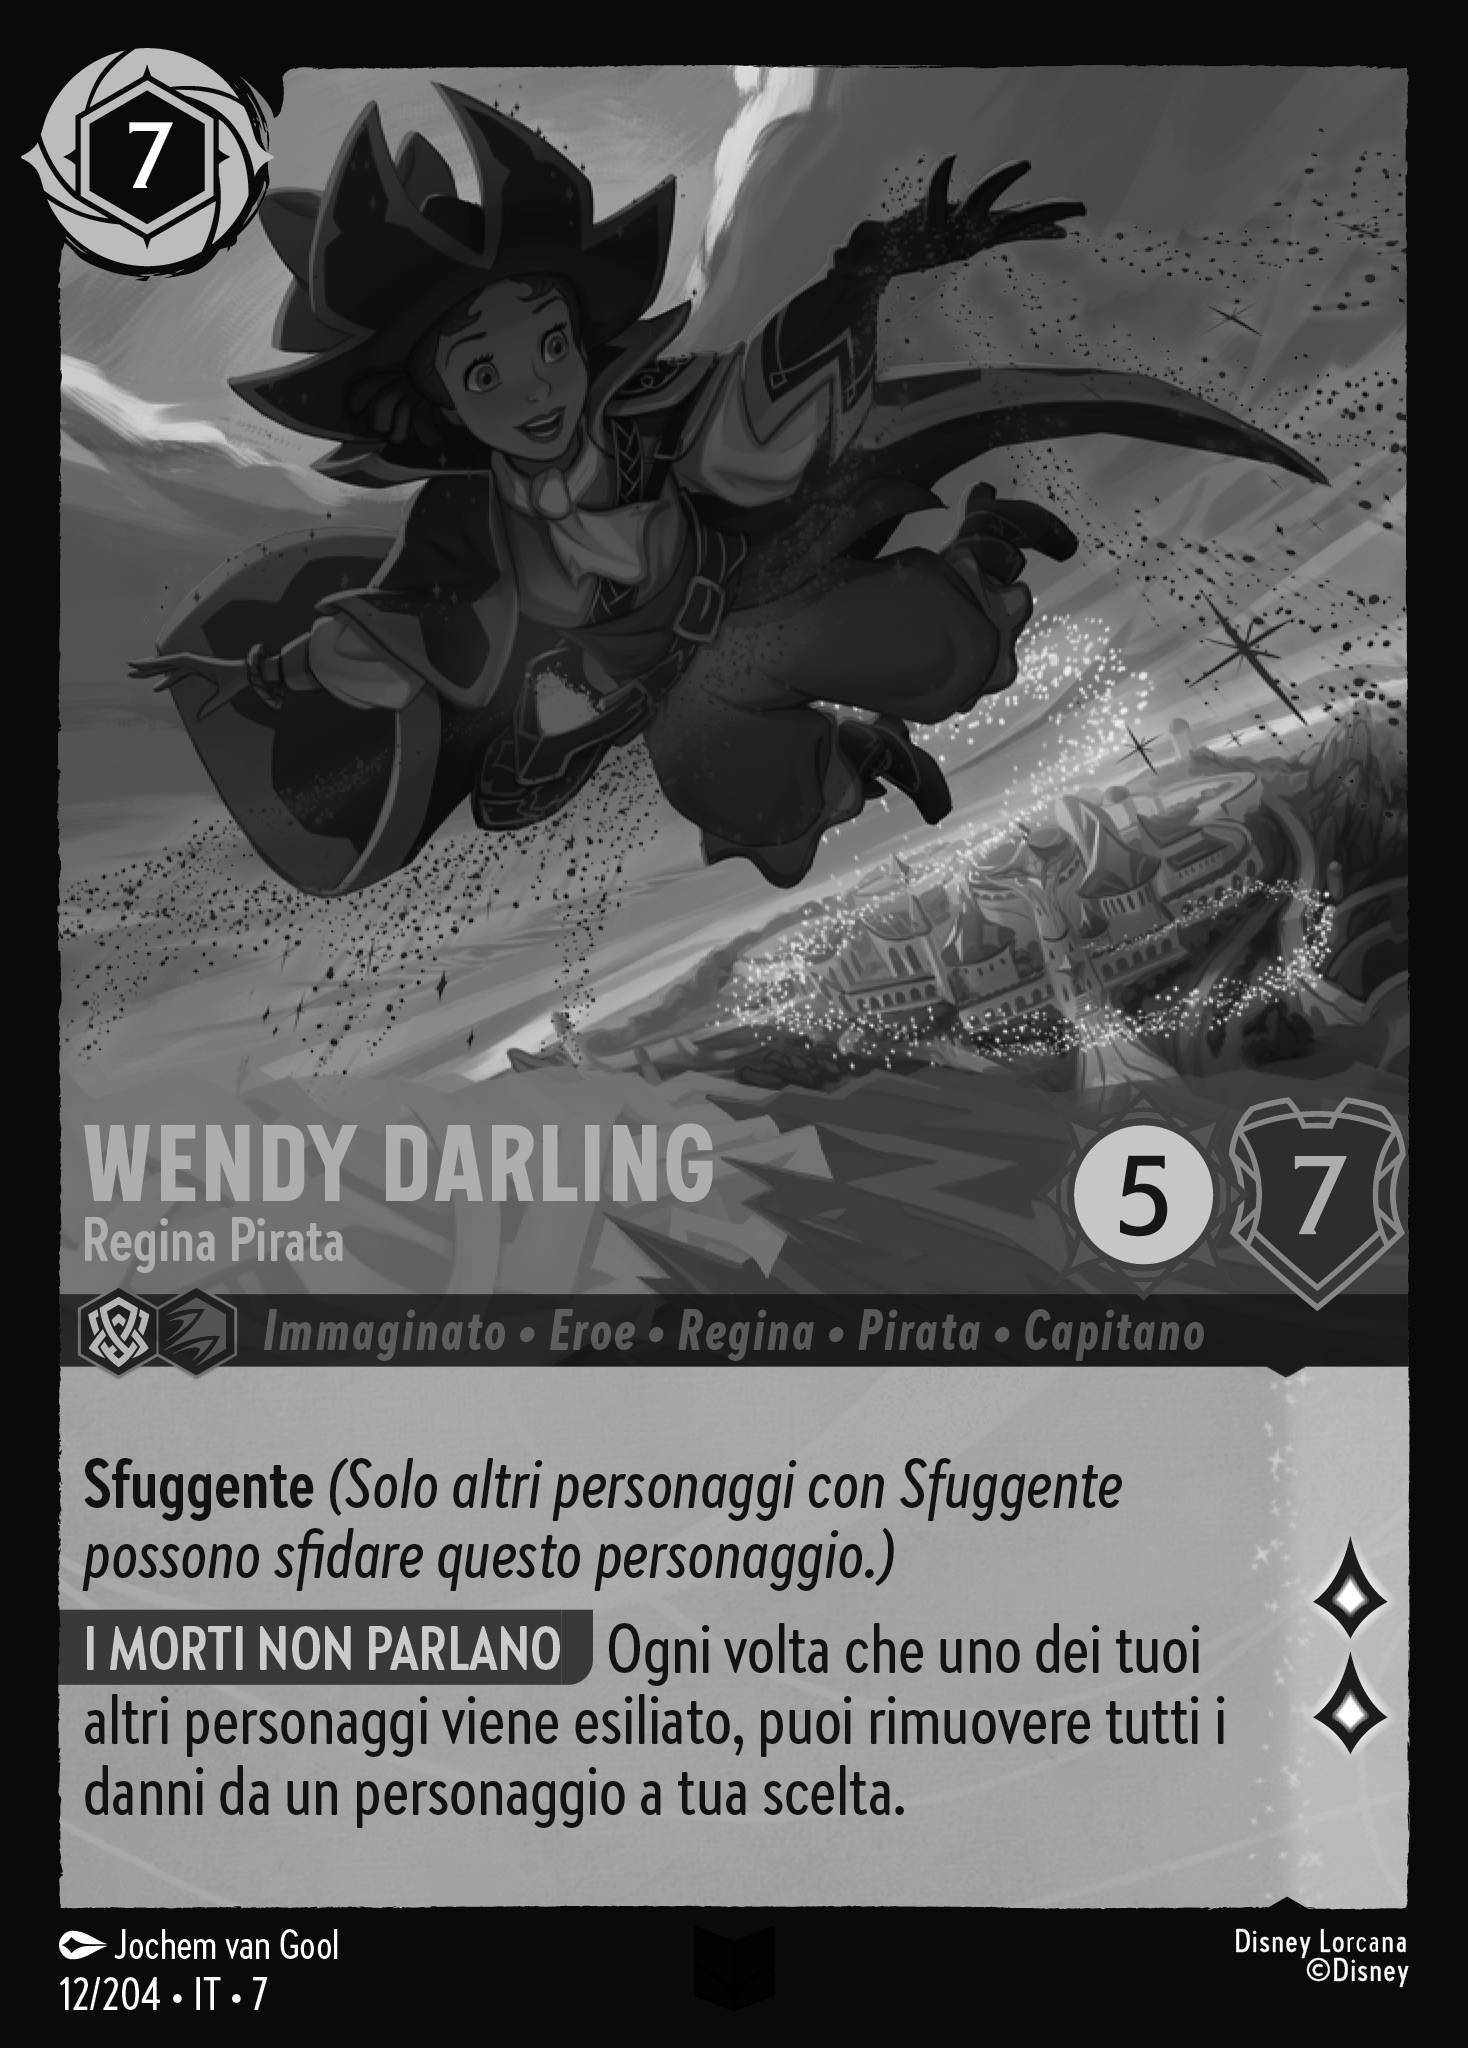 7
WENDY DARLING
5 7
Regina Pirata
Immaginato • Eroe • Regina • Pirata • Capitano
Sfuggente (Solo altri personaggi con Sfuggente
possono sfidare questo personaggio.)
I MORTI NON PARLANO Ogni volta che uno dei tuoi
altri personaggi viene esiliato, puoi rimuovere tutti i
danni da un personaggio a tua scelta.
Jochem van Gool
12/204 • IT • 7
Disney Lorcana
©Disney